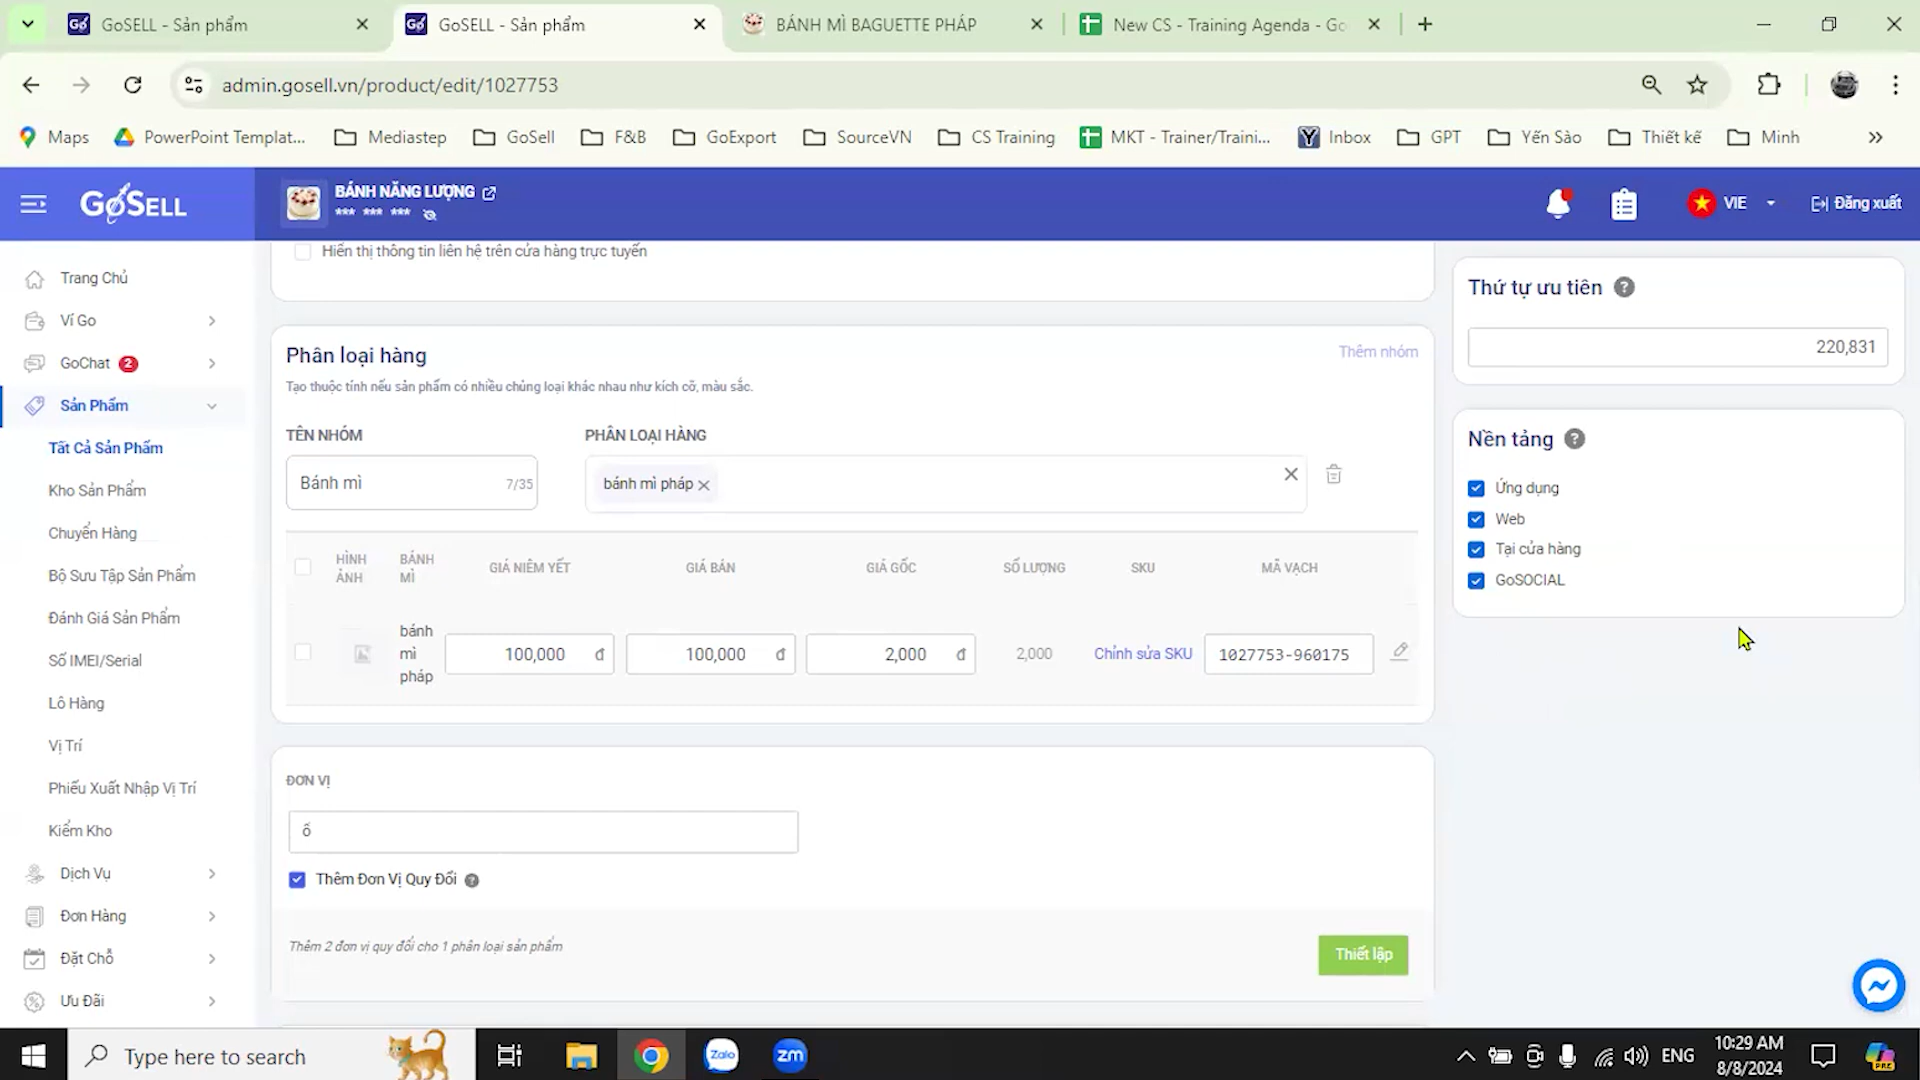 GoSELL - Sản phẩm
GoSELL - Sản phẩm
BÁNH MÌ BAGUETTE PHÁP
New CS - Training Agenda - Go
admin.gosell.vn/product/edit/1027753
Maps
PowerPoint Templat...
Mediastep
GoSell
F&B
GoExport
SourceVN
CS Training
MKT - Trainer/Traini...
Inbox
GPT
Yến Sào
Thiết kế
Minh
»
GoSELL
BÁNH NĂNG LƯỢNG
*** *** ***
VIE
Đăng xuất
Trang Chủ
Ví Go
GoChat 2
Sản Phẩm
Tất Cả Sản Phẩm
Kho Sản Phẩm
Chuyển Hàng
Bộ Sưu Tập Sản Phẩm
Đánh Giá Sản Phẩm
Số IMEI/Serial
Lô Hàng
Vị Trí
Phiếu Xuất Nhập Vị Trí
Kiểm Kho
Dịch Vụ
Đơn Hàng
Đặt Chỗ
Ưu Đãi
Hiển thị thông tin liên hệ trên cửa hàng trực tuyến
Phân loại hàng
Thêm nhóm
Tạo thuộc tính nếu sản phẩm có nhiều chủng loại khác nhau như kích cỡ, màu sắc.
TÊN NHÓM
PHÂN LOẠI HÀNG
Bánh mì
7/35
bánh mì pháp
HÌNH ẢNH
BÁNH MÌ
GIÁ NIÊM YẾT
GIÁ BÁN
GIÁ GỐC
SỐ LƯỢNG
SKU
MÃ VẠCH
bánh mì pháp
100,000 đ
100,000 đ
2,000 đ
2,000
Chỉnh sửa SKU
1027753-960175
ĐƠN VỊ
ổ
Thêm Đơn Vị Quy Đổi
Thêm 2 đơn vị quy đổi cho 1 phân loại sản phẩm
Thiết lập
Thứ tự ưu tiên
220,831
Nền tảng
Ứng dụng
Web
Tại cửa hàng
GoSOCIAL
Type here to search
Zalo
zm
ENG
10:29 AM
8/8/2024
PRE